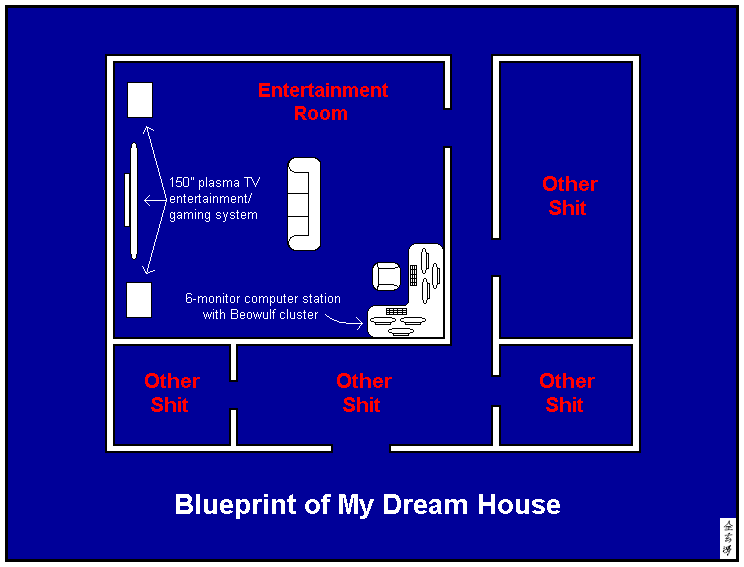 Entertainment
Room
150" plasma TV
entertainment/
gaming system
Other
Shit
6-monitor computer station
with Beowulf cluster
Other
Shit
Other
Shit
Other
Shit
Blueprint of My Dream House